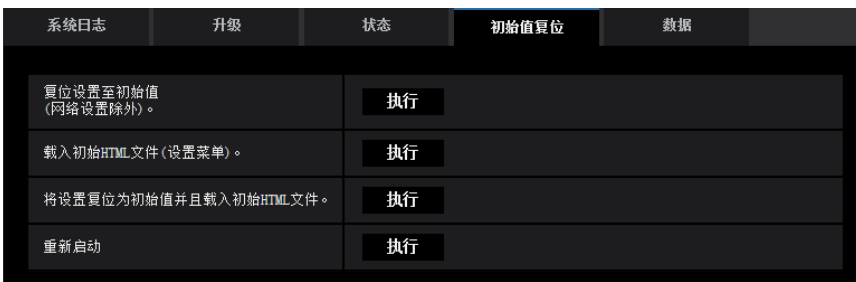 系统日志 升级 状态 初始值复位 数据
复位设置至初始值
(网络设置除外)。
执行
载入初始HTML文件(设置菜单)。 执行
将设置复位为初始值并且载入初始HTML文件。 执行
重新启动 执行